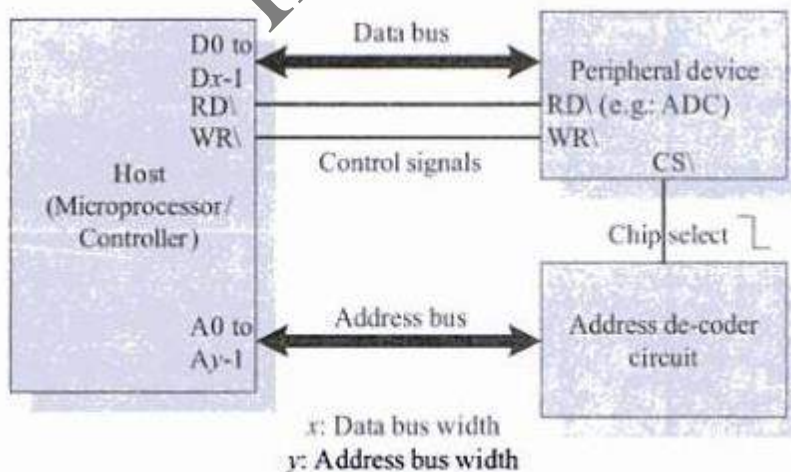 D0 to
Dx-1
RD\
WR\
Host
(Microprocessor/
Controller)
A0 to
Ay-1
Data bus
Control signals
Address bus
Peripheral device
RD\ (e.g.: ADC)
WR\
CS\
Chip select
Address de-coder
circuit
x: Data bus width
y: Address bus width